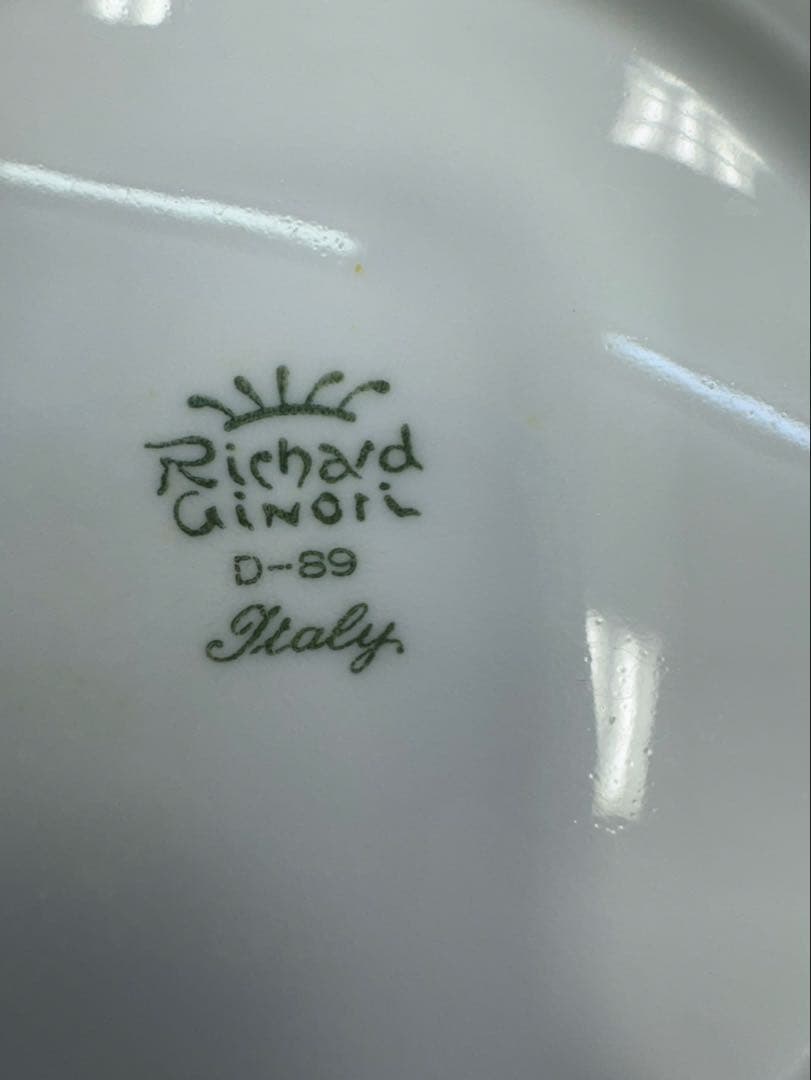 Richard
GiNORi
D-89
Italy